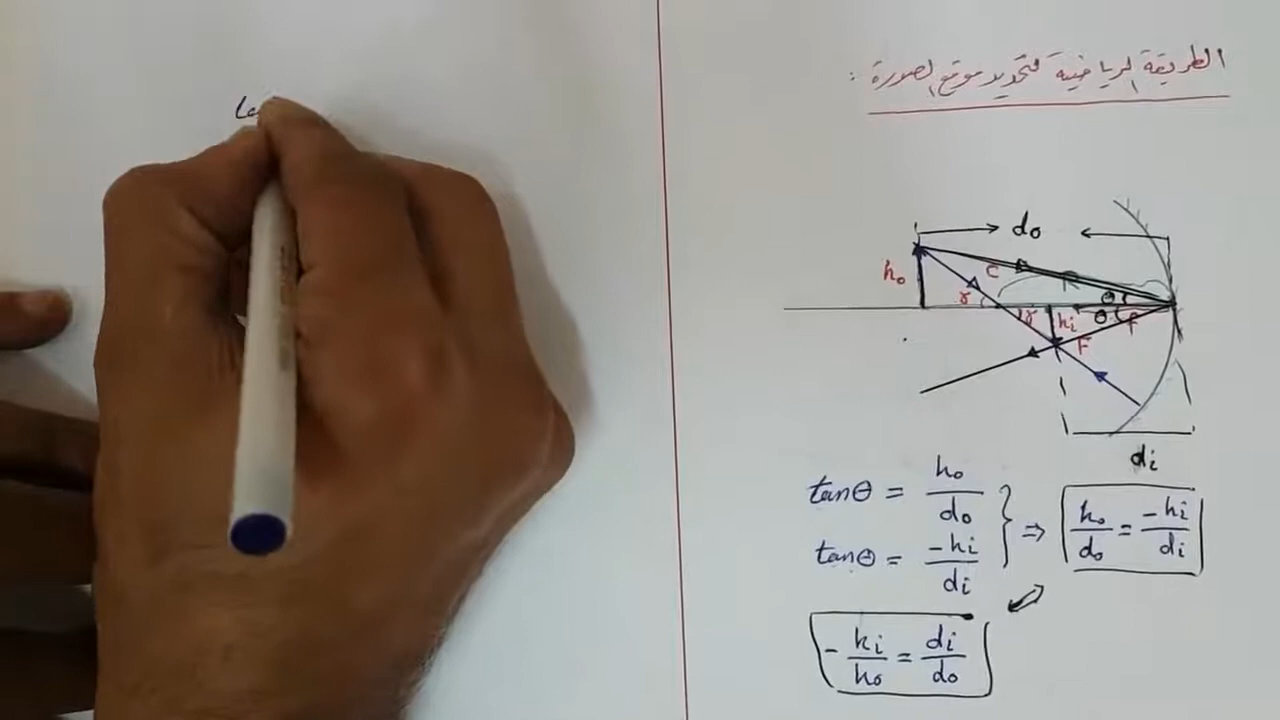 الطريقة الرياضية لتحديد موقع الصورة :
do
ho
C
γ
γ
hi
θ
θ
f
F
di
tanθ = ho/do
tanθ = -hi/di
} ⇒ ho/do = -hi/di
-hi/ho = di/do